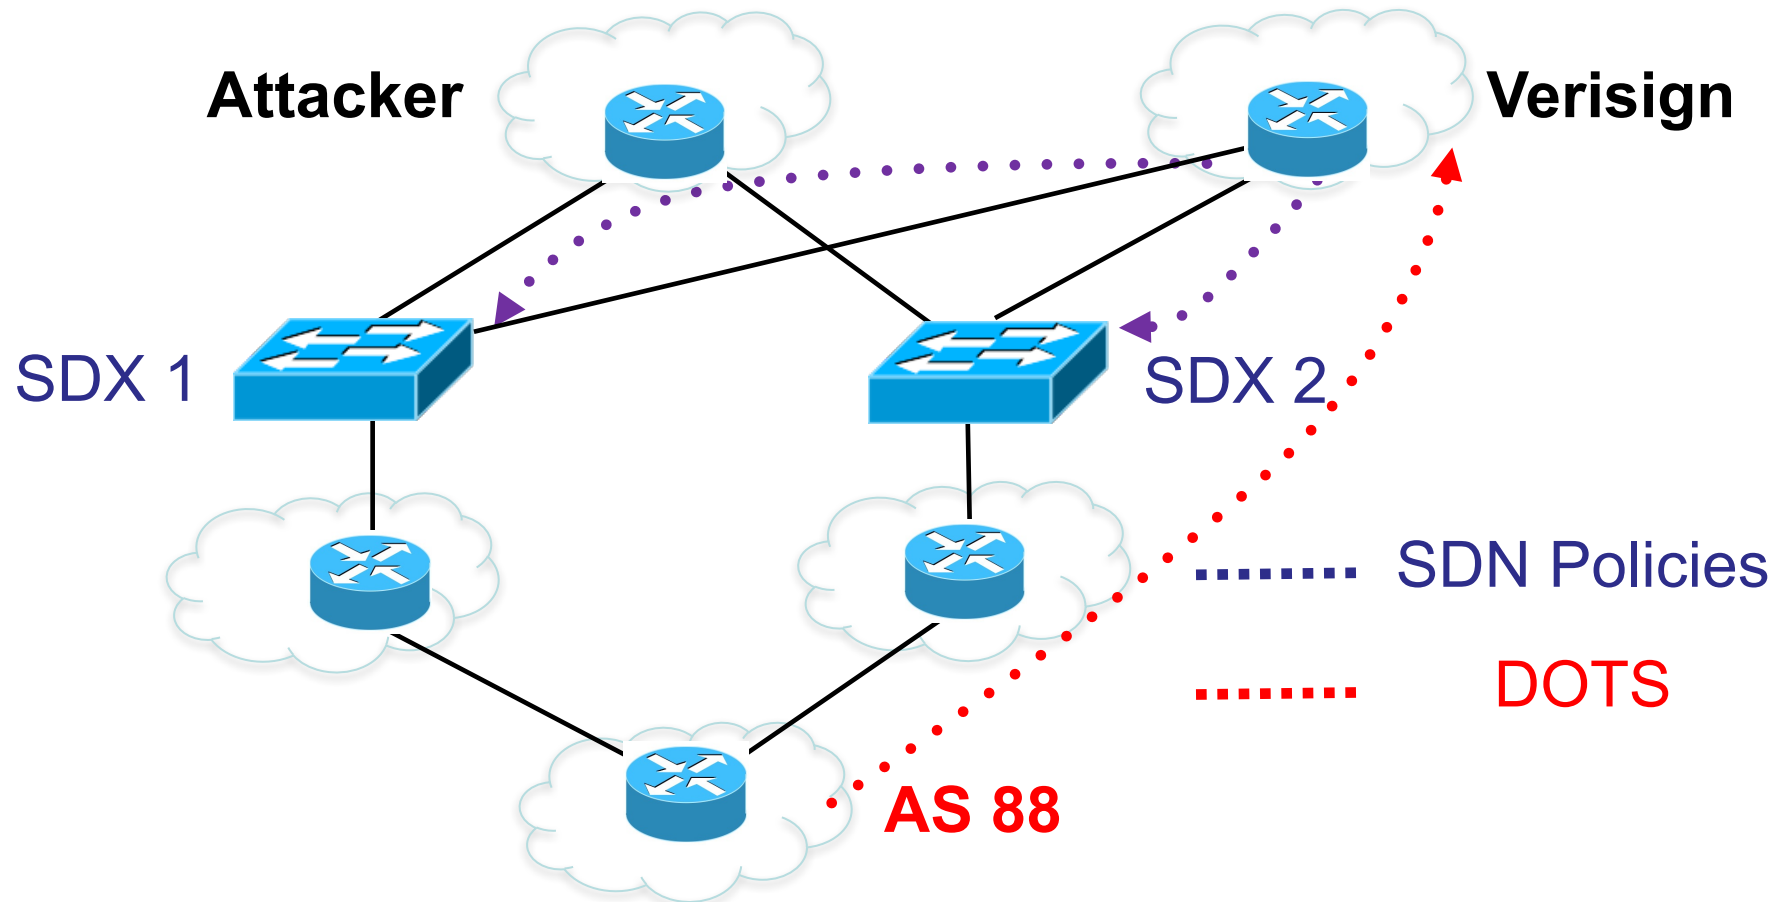 Attacker
Verisign
SDX 1
SDX 2
SDN Policies
DOTS
AS 88